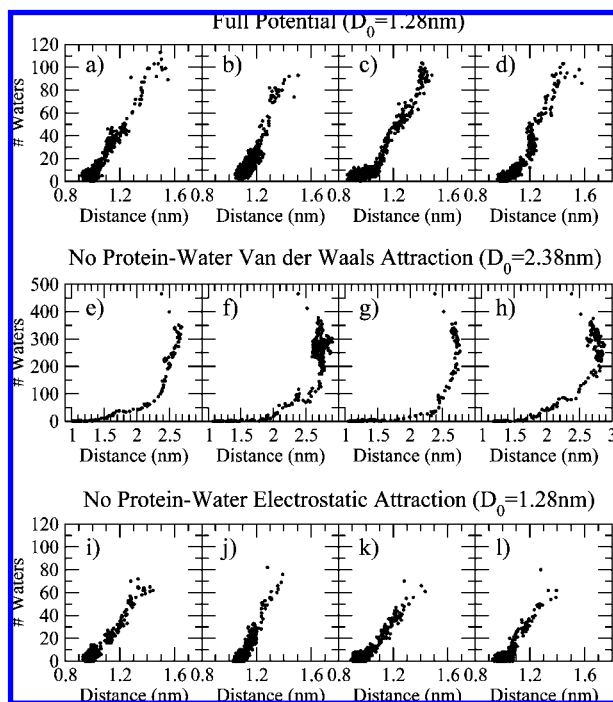 Full Potential (D0=1.28nm)
120
100
80
60
40
20
0
# Waters
a) b) c) d)
0.8 1.2 1.6 0.8 1.2 1.6 0.8 1.2 1.6 0.8 1.2 1.6
Distance (nm) Distance (nm) Distance (nm) Distance (nm)
No Protein-Water Van der Waals Attraction (D0=2.38nm)
500
400
300
200
100
0
# Waters
e) f) g) h)
1 1.5 2 2.5 1 1.5 2 2.5 1 1.5 2 2.5 1 1.5 2 2.5 3
Distance (nm) Distance (nm) Distance (nm) Distance (nm)
No Protein-Water Electrostatic Attraction (D0=1.28nm)
120
100
80
60
40
20
0
# Waters
i) j) k) l)
0.8 1.2 1.6 0.8 1.2 1.6 0.8 1.2 1.6 0.8 1.2 1.6
Distance (nm) Distance (nm) Distance (nm) Distance (nm)